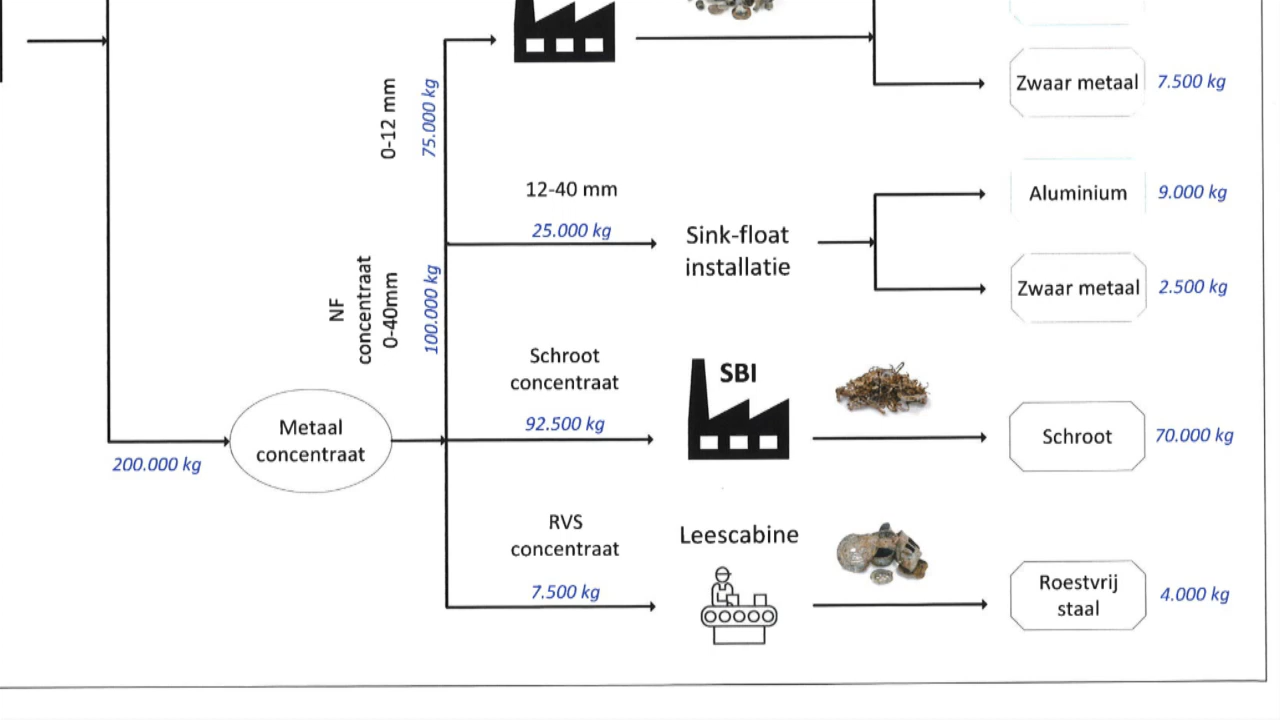 Zwaar metaal
7.500 kg
0-12 mm
75.000 kg
12-40 mm
25.000 kg
Sink-float
installatie
Aluminium
9.000 kg
Zwaar metaal
2.500 kg
NF
concentraat
0-40mm
100.000 kg
Schroot
concentraat
92.500 kg
SBI
Schroot
70.000 kg
Metaal
concentraat
200.000 kg
RVS
concentraat
7.500 kg
Leescabine
Roestvrij
staal
4.000 kg